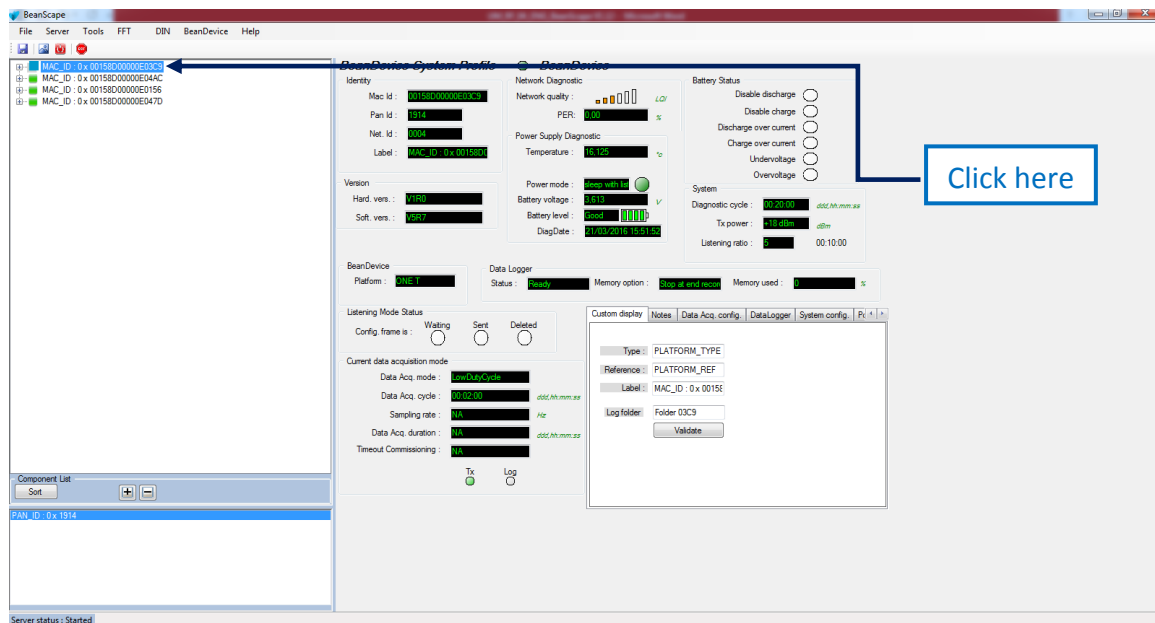 BeanScape
File Server Tools FFT DIN BeanDevice Help
MAC_ID : 0 x 00158D00000E03C9
MAC_ID : 0 x 00158D00000E04AC
MAC_ID : 0 x 00158D00000E0156
MAC_ID : 0 x 00158D00000E047D
Component List
Sort
PAN_ID : 0 x 1914
Server status : Started
BeanDevice System Profile BeanDevice
Identity
Mac Id : 00158D00000E03C9
Pan Id : 1914
Net. Id : 0004
Label : MAC_ID : 0 x 00158D0
Version
Hard. vers. : V1R0
Soft. vers. : V5R7
Network Diagnostic
Network quality : LQI
PER: 0,00 %
Power Supply Diagnostic
Temperature : 16,125 °c
Power mode : sleep with list
Battery voltage : 3,613 V
Battery level : Good
DiagDate : 21/03/2016 15:51:52
Battery Status
Disable discharge
Disable charge
Discharge over current
Charge over current
Undervoltage
Overvoltage
System
Diagnostic cycle : 00:20:00 ddd,hh:mm:ss
Tx power : +18 dBm dBm
Listening ratio : 5 00:10:00
Click here
BeanDevice
Platform : ONE T
Data Logger
Status : Ready Memory option : Stop at end recor Memory used : 0 %
Listening Mode Status
Config. frame is : Waiting Sent Deleted
Current data acquisition mode
Data Acq. mode : LowDutyCycle
Data Acq. cycle : 00:02:00 ddd,hh:mm:ss
Sampling rate : NA Hz
Data Acq. duration : NA ddd,hh:mm:ss
Timeout Commissioning : NA
Tx Log
Custom display Notes Data Acq. config. DataLogger System config.
Type : PLATFORM_TYPE
Reference : PLATFORM_REF
Label : MAC_ID : 0 x 00158
Log folder Folder 03C9
Validate